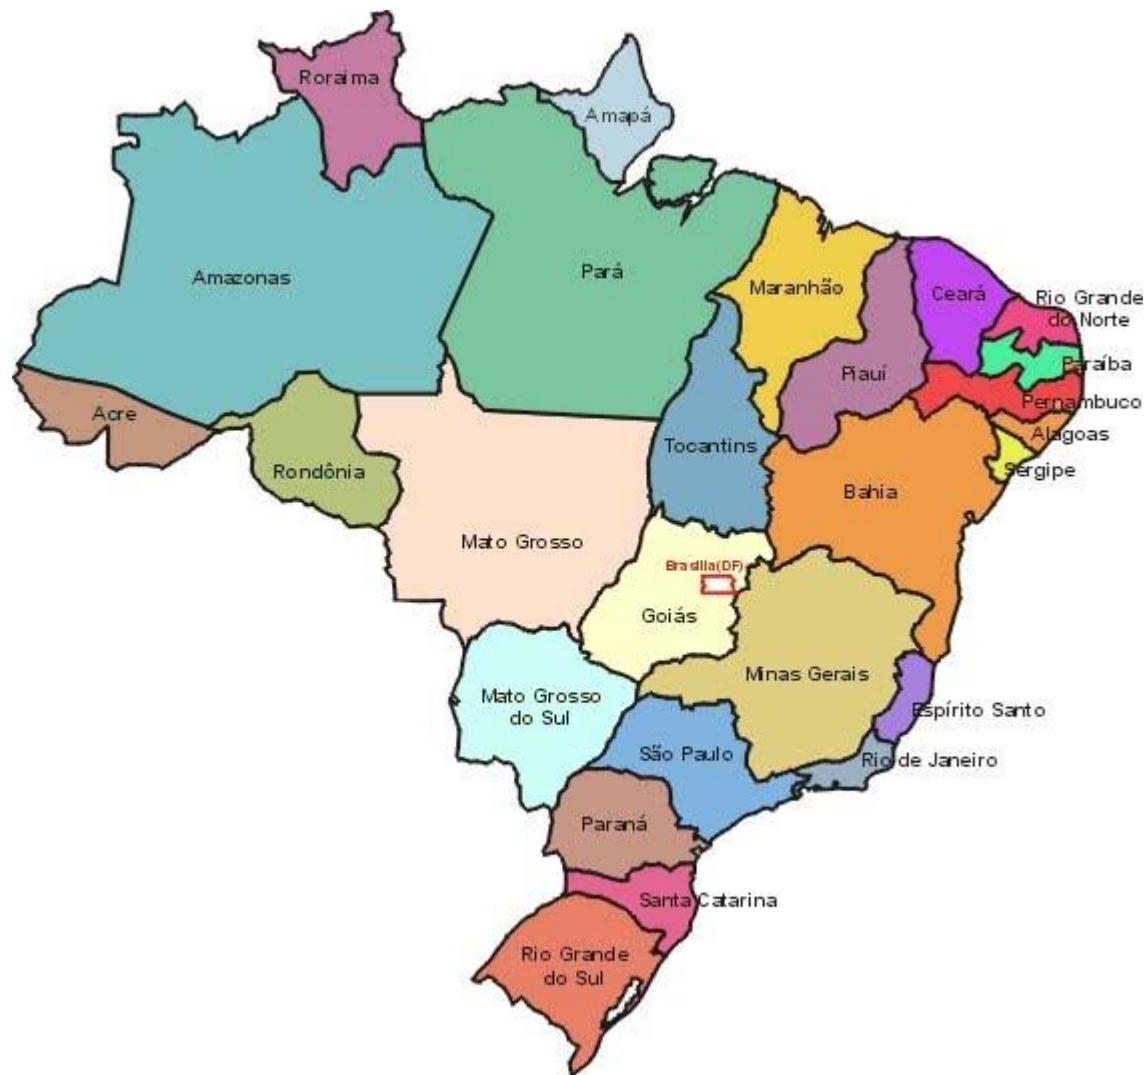 Roraima
Amapá
Amazonas
Pará
Maranhão
Ceará
Rio Grande
do Norte
Paraíba
Piauí
Pernambuco
Acre
Alagoas
Tocantins
Sergipe
Rondônia
Bahia
Mato Grosso
Brasília(DF)
Goiás
Minas Gerais
Mato Grosso
do Sul
Espírito Santo
São Paulo
Rio de Janeiro
Paraná
Santa Catarina
Rio Grande
do Sul